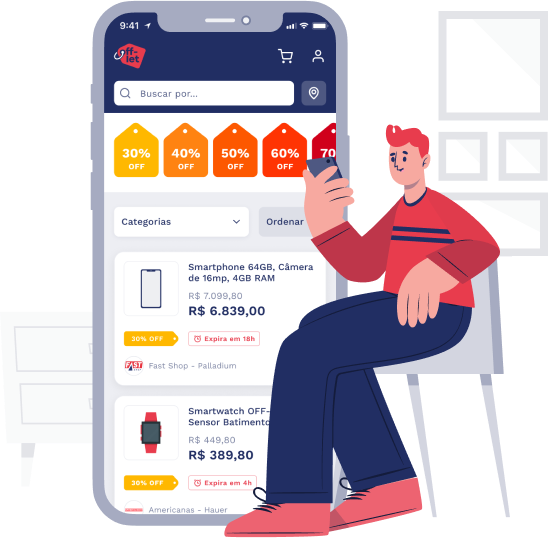 9:41
ff-
let
Buscar por...
30%
OFF
40%
OFF
50%
OFF
60%
OFF
70
Categorias
Ordenar
Smartphone 64GB, Câmera
de 16mp, 4GB RAM
R$ 7.099,80
R$ 6.839,00
30% OFF
Expira em 18h
FAST
Fast Shop - Palladium
Smartwatch OFF-
Sensor Batimento
R$ 449,80
R$ 389,80
30% OFF
Expira em 4h
Americanas - Hauer